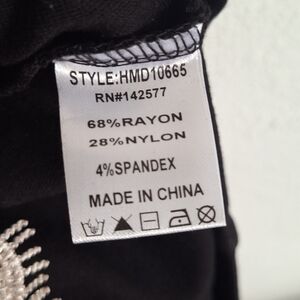 STYLE:HMD10665
RN#142577
68%RAYON
28%NYLON
4%SPANDEX
MADE IN CHINA